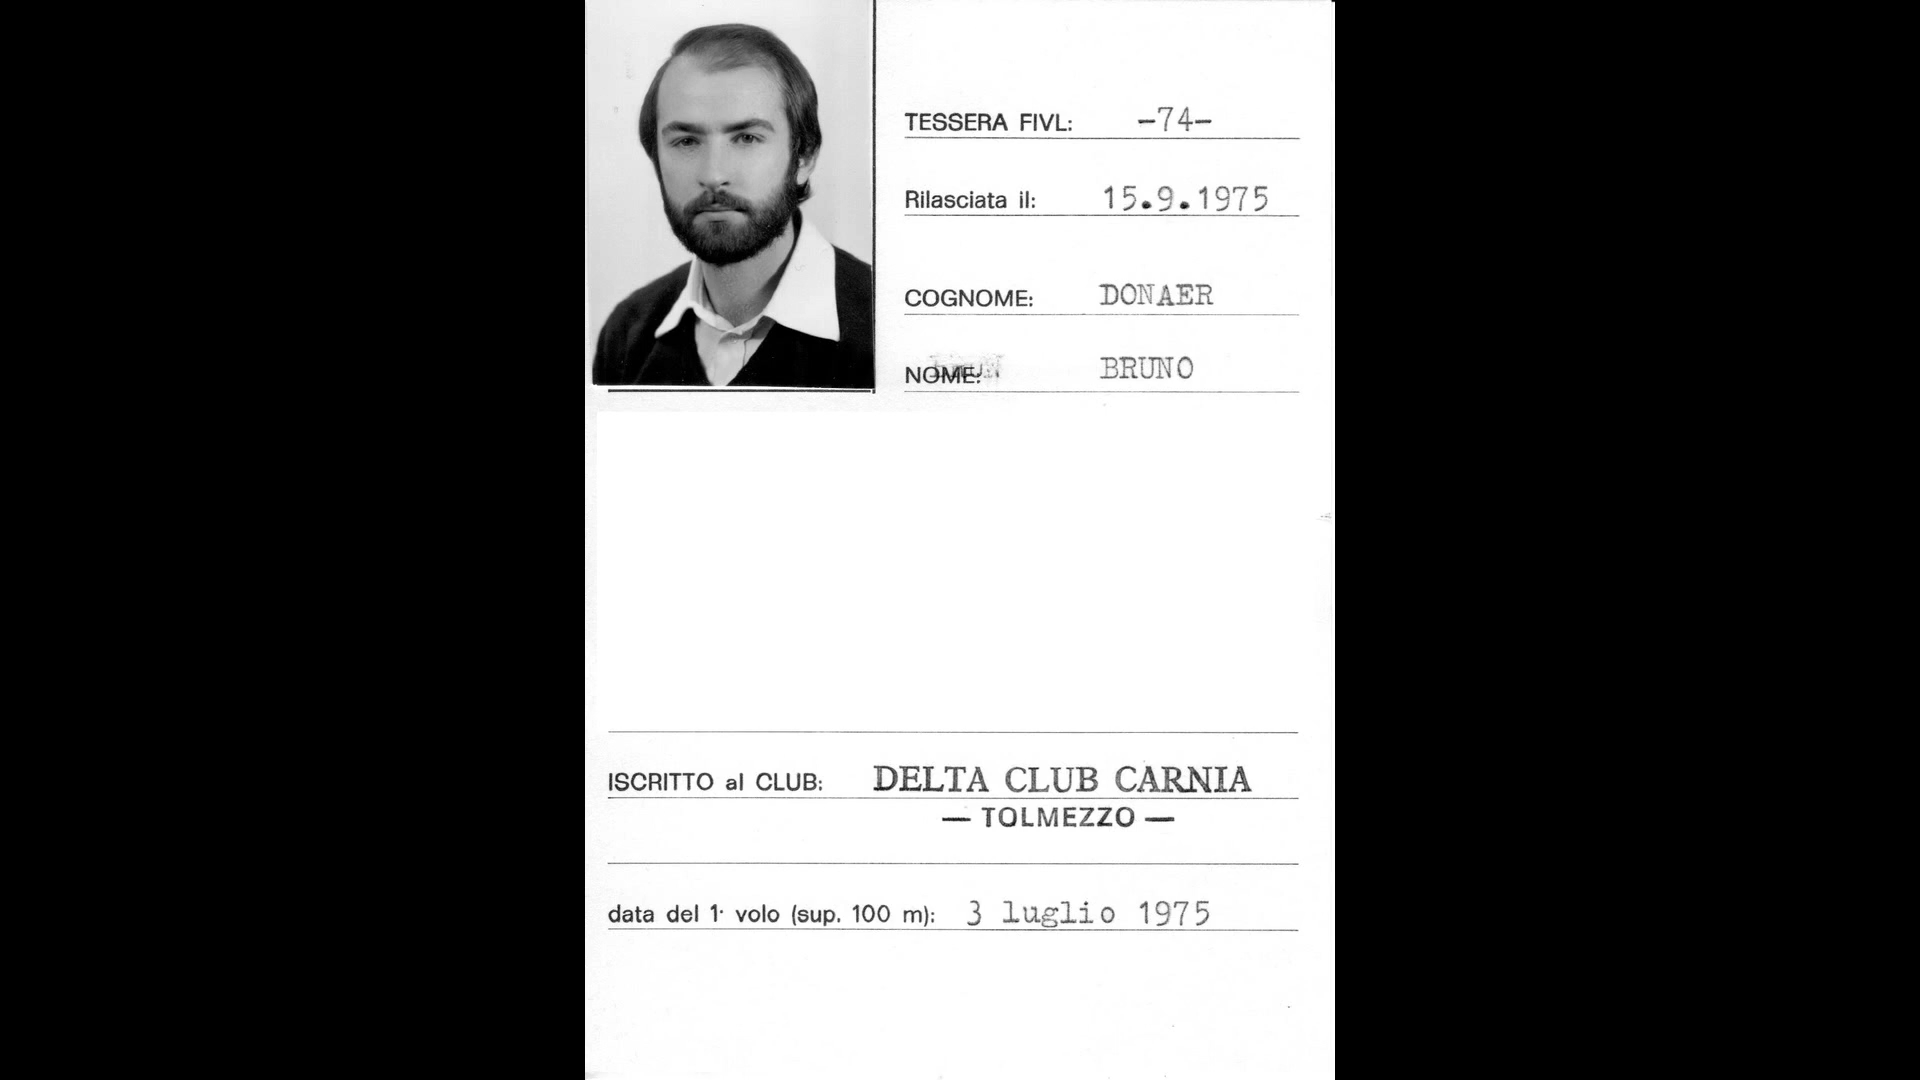 TESSERA FIVL: -74-
Rilasciata il: 15.9.1975
COGNOME: DONAER
NOME: BRUNO
ISCRITTO al CLUB: DELTA CLUB CARNIA
— TOLMEZZO —
data del 1· volo (sup. 100 m): 3 luglio 1975